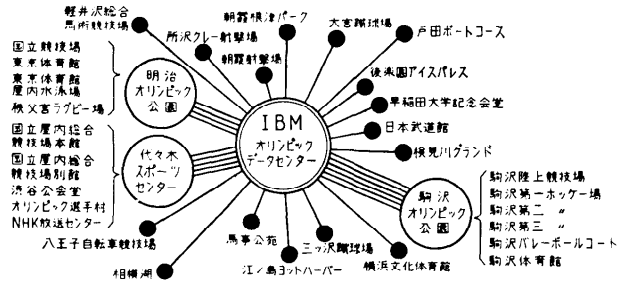 軽井沢総合
馬術競技場
所沢クレー射撃場
朝霞根津パーク
朝霞射撃場
大宮蹴球場
戸田ボートコース
後楽園アイスパレス
早稲田大学記念会堂
日本武道館
検見川グランド
国立競技場
東京体育館
東京体育館
屋内水泳場
秩父宮ラグビー場
明治
オリンピック
公園
国立屋内総合
競技場本館
国立屋内総合
競技場別館
渋谷公会堂
オリンピック選手村
NHK放送センター
代々木
スポーツ
センター
IBM
オリンピック
データセンター
駒沢
オリンピック
公園
駒沢陸上競技場
駒沢第一ホッケー場
駒沢第二 〃
駒沢第三 〃
駒沢バレーボールコート
駒沢体育館
八王子自転車競技場
相模湖
馬事公苑
江ノ島ヨットハーバー
三ッ沢蹴球場
横浜文化体育館